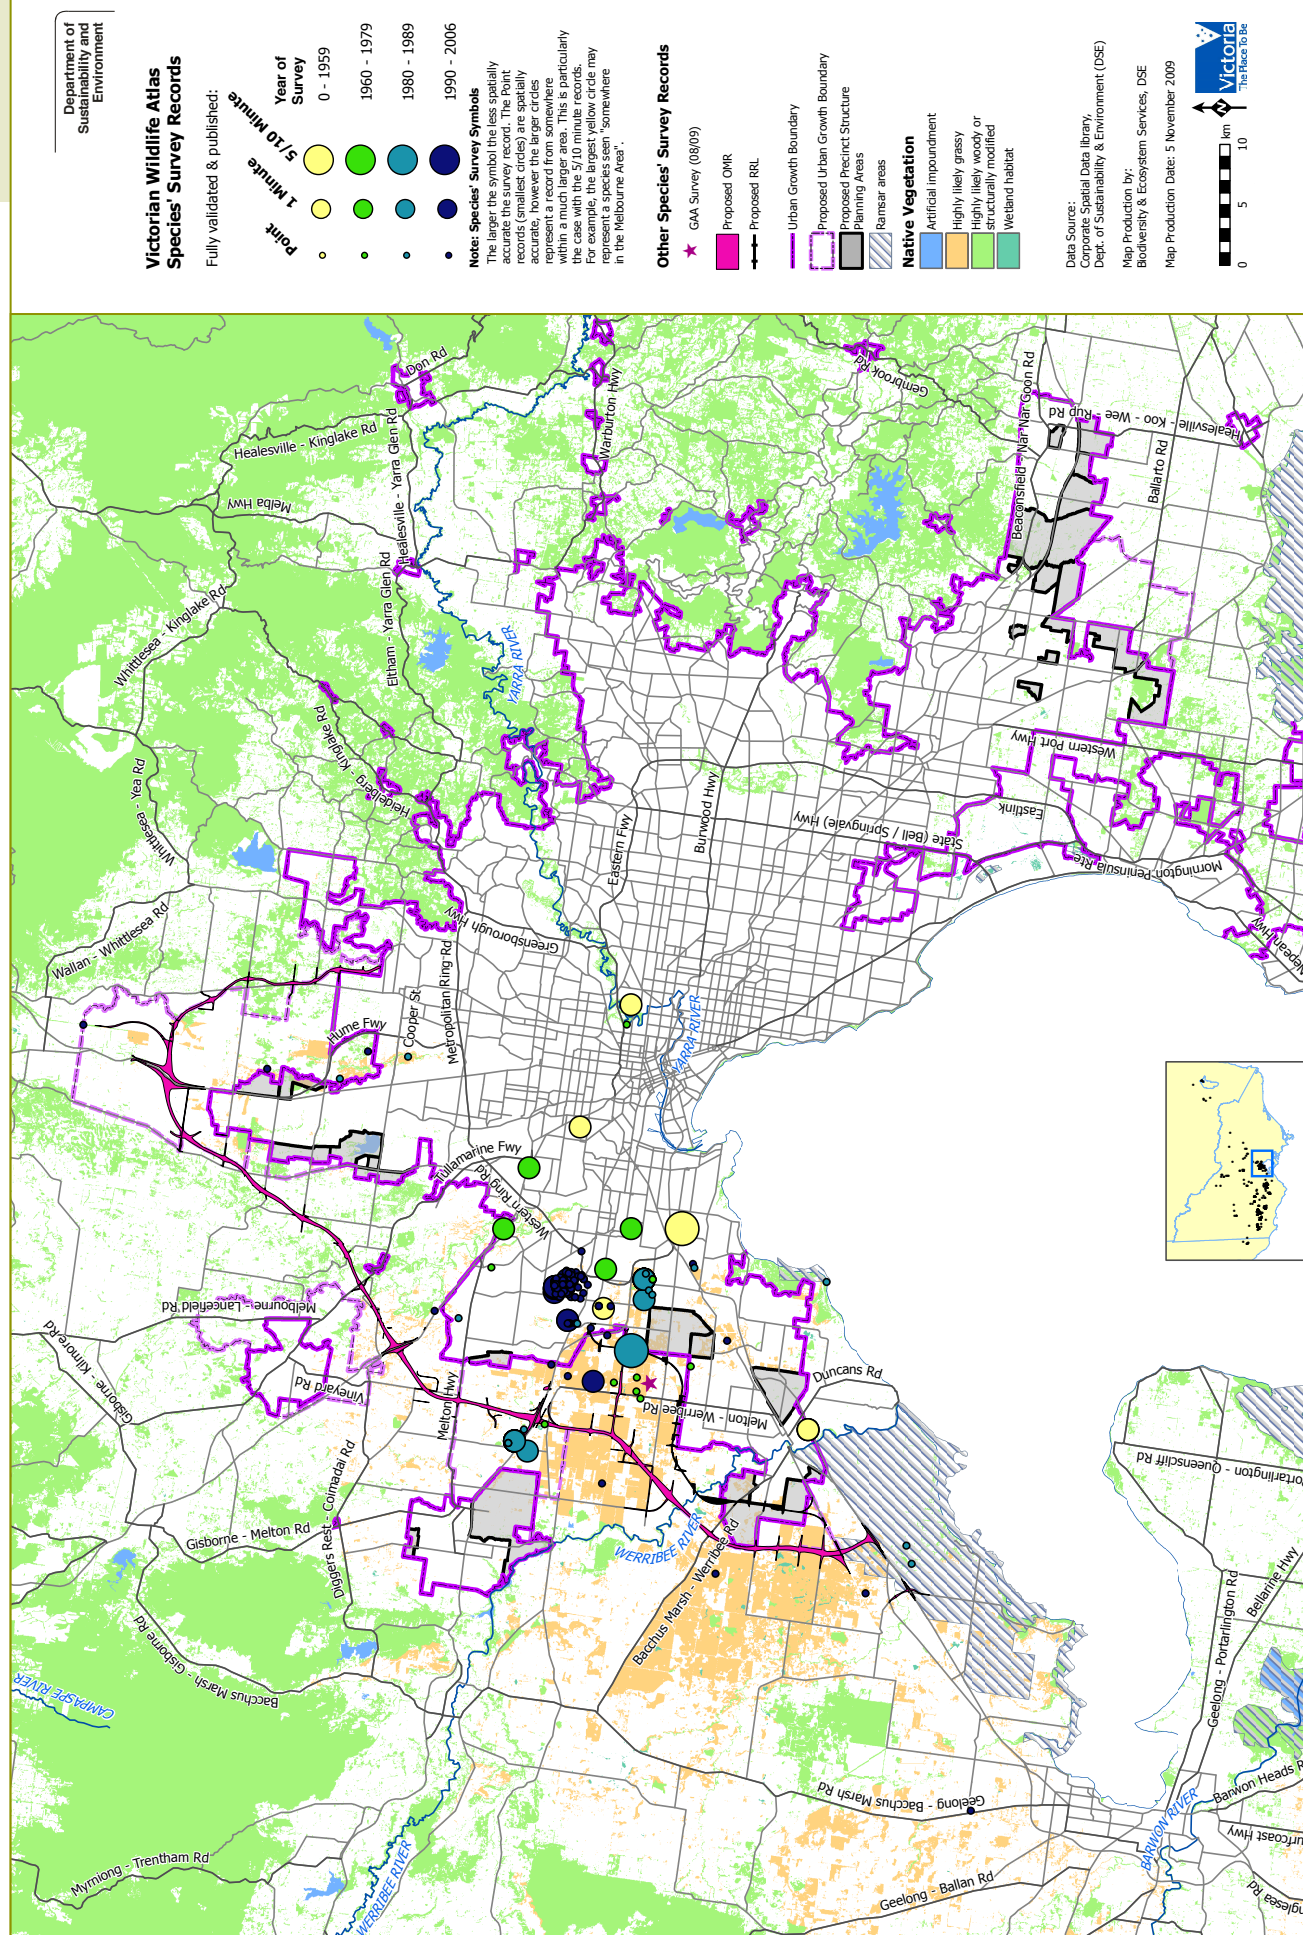 Department of
Sustainability and
Environment
Victorian Wildlife Atlas
Species' Survey Records
Fully validated & published:
Point
1 Minute
5/10 Minute
Year of
Survey
0 - 1959
1960 - 1979
1980 - 1989
1990 - 2006
Note: Species' Survey Symbols
The larger the symbol the less spatially
accurate the survey record. The Point
records (smallest circles) are spatially
accurate, however the larger circles
represent a record from somewhere
within a much larger area. This is particularly
the case with the 5/10 minute records.
For example, the largest yellow circle may
represent a species seen "somewhere
in the Melbourne Area".
Other Species' Survey Records
GAA Survey (08/09)
Proposed OMR
Proposed RRL
Urban Growth Boundary
Proposed Urban Growth Boundary
Proposed Precinct Structure
Planning Areas
Ramsar areas
Native Vegetation
Artificial impoundment
Highly likely grassy
Highly likely woody or
structurally modified
Wetland habitat
Data Source:
Corporate Spatial Data library,
Dept. of Sustainability & Environment (DSE)
Map Production by:
Biodiversity & Ecosystem Services, DSE
Map Production Date: 5 November 2009
0
5
10
km
N
Victoria
The Place To Be
Don Rd
Healesville - Kinglake Rd
Healesville - Yarra Glen Rd
Melba Hwy
Warburton Hwy
Gembrook Rd
Beaconsfield - Nar Nar Goon Rd
Healesville - Koo - Wee - Rup Rd
Ballarto Rd
Whittlesea - Kinglake Rd
Eltham - Yarra Glen Rd
YARRA RIVER
Heidelberg - Kinglake Rd
Whittlesea - Yea Rd
Western Port Hwy
Eastlink
State (Bell / Springvale) Hwy
Burwood Hwy
Eastern Fwy
Mornington Peninsula Rte
Nepean Hwy
Wallan - Whittlesea Rd
Greensborough Hwy
Metropolitan Ring Rd
Cooper St
Hume Fwy
YARRA RIVER
Tullamarine Fwy
Western Ring Rd
Melbourne - Lancefield Rd
Gisborne - Kilmore Rd
Vineyard Rd
Melton Hwy
Melton - Werribee Rd
Duncans Rd
Diggers Rest - Coimadai Rd
Gisborne - Melton Rd
WERRIBEE RIVER
Bacchus Marsh - Werribee Rd
Bacchus Marsh - Gisborne Rd
CAMPASPE RIVER
Portarlington - Queenscliff Rd
Geelong - Portarlington Rd
Bellarine Hwy
Geelong - Bacchus Marsh Rd
Barwon Heads R
BARWON RIVER
urfcoast Hwy
Geelong - Ballan Rd
nglesea Rd
Myrniong - Trentham Rd
WERRIBEE RIVER